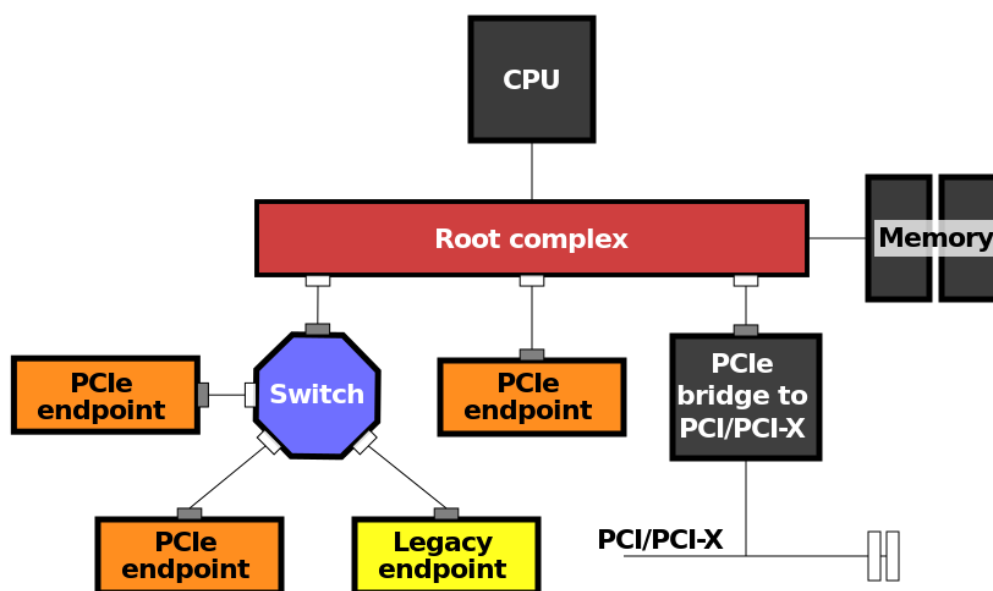 CPU
Root complex
Memory
PCIe
endpoint
Switch
PCIe
endpoint
PCIe
bridge to
PCI/PCI-X
PCIe
endpoint
Legacy
endpoint
PCI/PCI-X